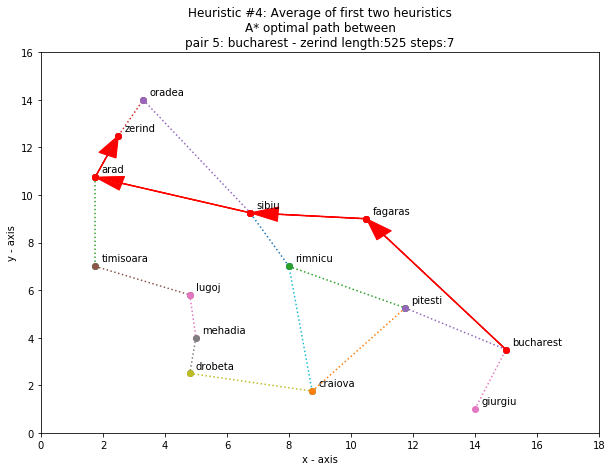 Heuristic #4: Average of first two heuristics
A* optimal path between
pair 5: bucharest - zerind length:525 steps:7
16
14
12
10
8
6
4
2
0
y - axis
oradea
zerind
arad
sibiu
fagaras
timisoara
rimnicu
lugoj
pitesti
mehadia
bucharest
drobeta
craiova
giurgiu
0 2 4 6 8 10 12 14 16 18
x - axis